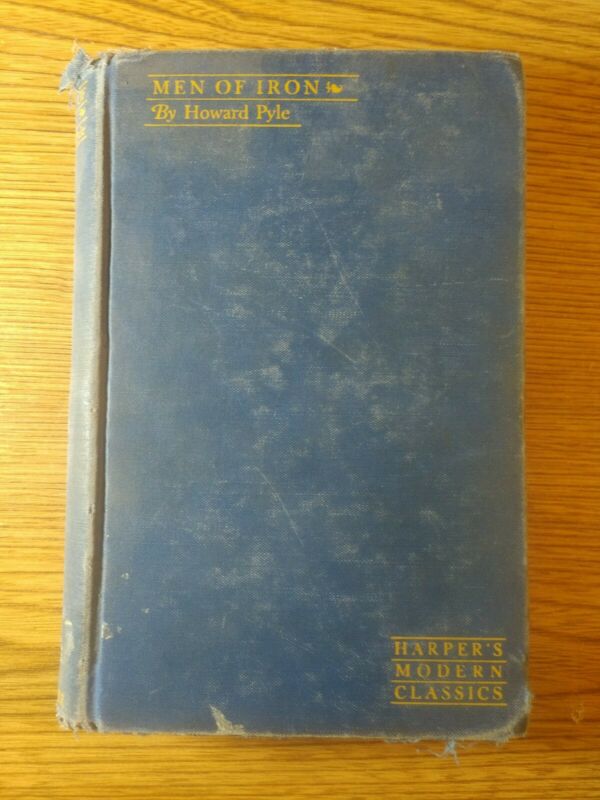 MEN OF IRON
By Howard Pyle
HARPER'S
MODERN
CLASSICS